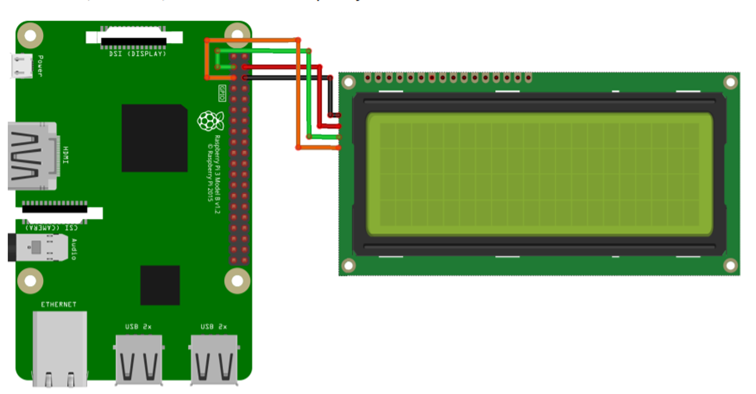 DSI (DISPLAY)
Power
GPIO
HDMI
Raspberry Pi 3 Model B v1.2
© Raspberry Pi 2015
CSI (CAMERA)
Audio
ETHERNET
USB 2x
USB 2x